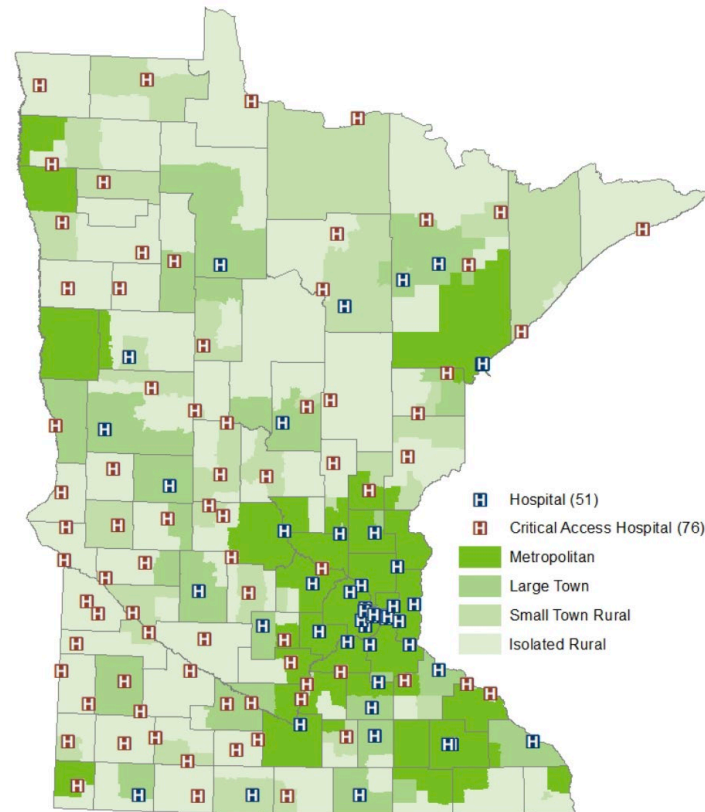 Hospital (51)
Critical Access Hospital (76)
Metropolitan
Large Town
Small Town Rural
Isolated Rural